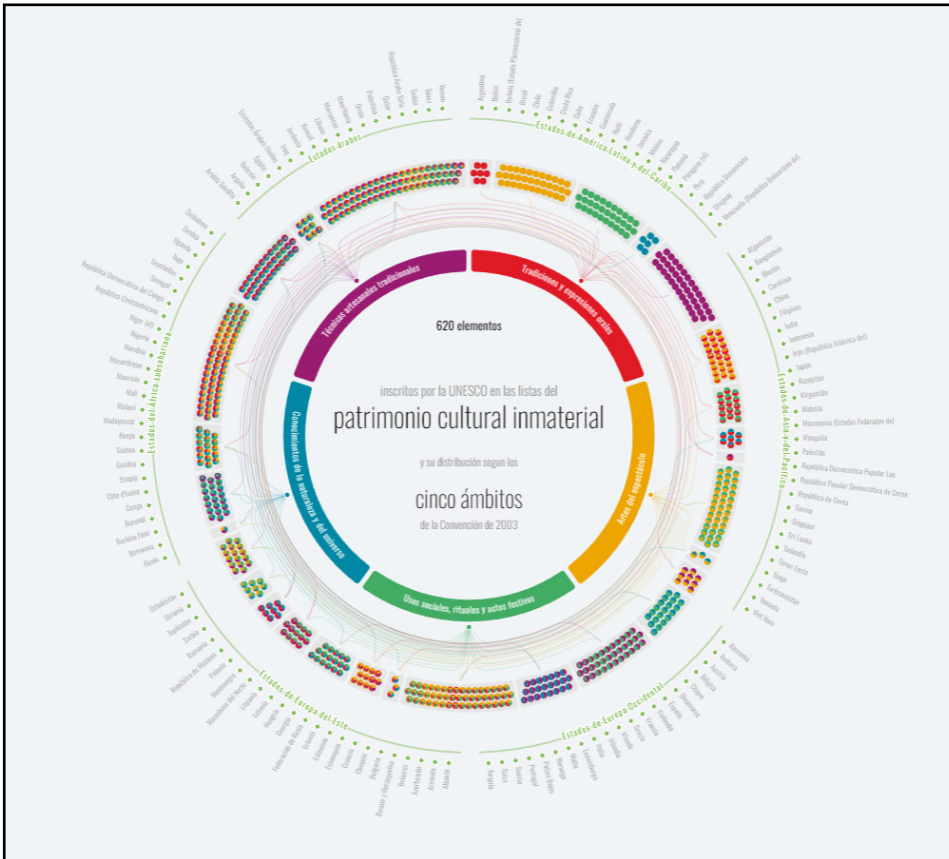 620 elementos
inscritos por la UNESCO en las listas del
patrimonio cultural inmaterial
y su distribución según los
cinco ámbitos
de la Convención de 2003
Técnicas artesanales tradicionales
Tradiciones y expresiones orales
Artes del espectáculo
Usos sociales, rituales y actos festivos
Conocimientos de la naturaleza y del universo
Estados de América Latina y del Caribe
Argentina
Belice
Bolivia (Estado Plurinacional de)
Brasil
Chile
Colombia
Costa Rica
Cuba
Ecuador
Guatemala
Haití
Honduras
Jamaica
México
Nicaragua
Panamá
Paraguay (el)
Perú
República Dominicana
Uruguay
Venezuela (República Bolivariana de)
Estados de Asia y del Pacífico
Afganistán
Bangladesh
Bhután
Camboya
China
Filipinas
India
Indonesia
Irán (República Islámica del)
Japón
Kazajstán
Kirguistán
Malasia
Micronesia (Estados Federados de)
Mongolia
Pakistán
República Democrática Popular Lao
República Popular Democrática de Corea
República de Corea
Samoa
Singapur
Sri Lanka
Tailandia
Timor-Leste
Tonga
Turkmenistán
Vanuatu
Viet Nam
Estados de Europa Occidental
Alemania
Andorra
Austria
Bélgica
Chipre
Dinamarca
España
Finlandia
Francia
Grecia
Irlanda
Islandia
Italia
Luxemburgo
Malta
Noruega
Países Bajos
Portugal
Suecia
Suiza
Turquía
Estados de Europa del Este
Albania
Armenia
Azerbaiyán
Belarús
Bosnia y Herzegovina
Bulgaria
Chequia
Croacia
Eslovaquia
Eslovenia
Estonia
Federación de Rusia
Georgia
Hungría
Letonia
Lituania
Macedonia del Norte
Montenegro
Polonia
República de Moldova
Rumania
Serbia
Tayikistán
Ucrania
Uzbekistán
Estados del África subsahariana
Benin
Botswana
Burkina Faso
Burundi
Congo
Côte d'Ivoire
Etiopía
Gambia
Guinea
Kenya
Madagascar
Malawi
Malí
Mauricio
Mozambique
Namibia
Nigeria
Níger (el)
República Centroafricana
República Democrática del Congo
Senegal
Seychelles
Togo
Uganda
Zambia
Zimbabwe
Estados árabes
Arabia Saudita
Argelia
Bahrein
Egipto
Emiratos Árabes Unidos
Iraq
Jordania
Kuwait
Líbano
Marruecos
Mauritania
Omán
Palestina
Qatar
República Árabe Siria
Sudán
Túnez
Yemen